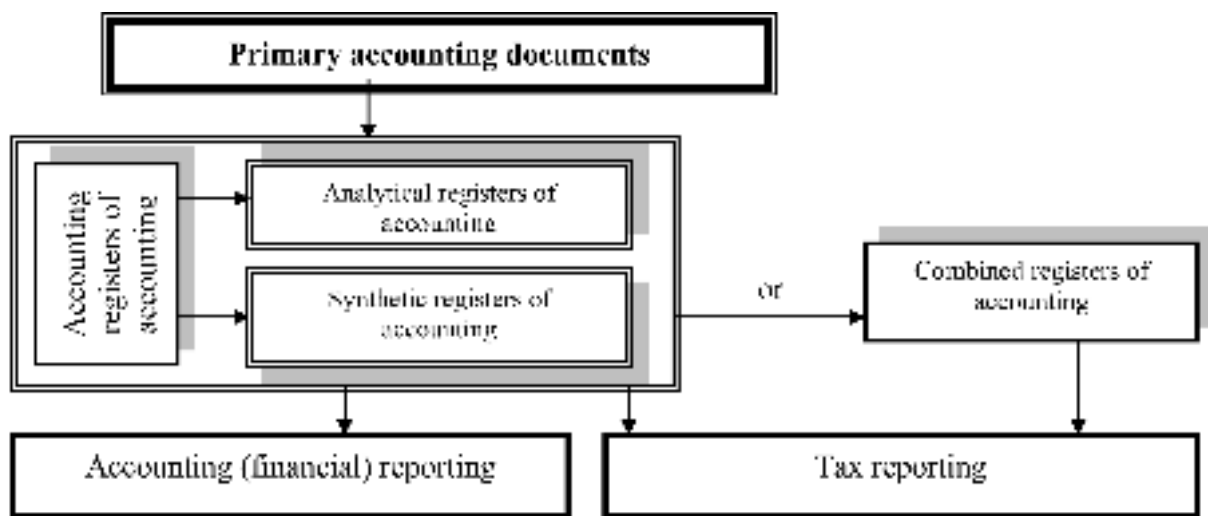 Primary accounting documents
Accounting
registers of
accounting
Analytical registers of
accounting
Synthetic registers of
accounting
or
Combined registers of
accounting
Accounting (financial) reporting
Tax reporting